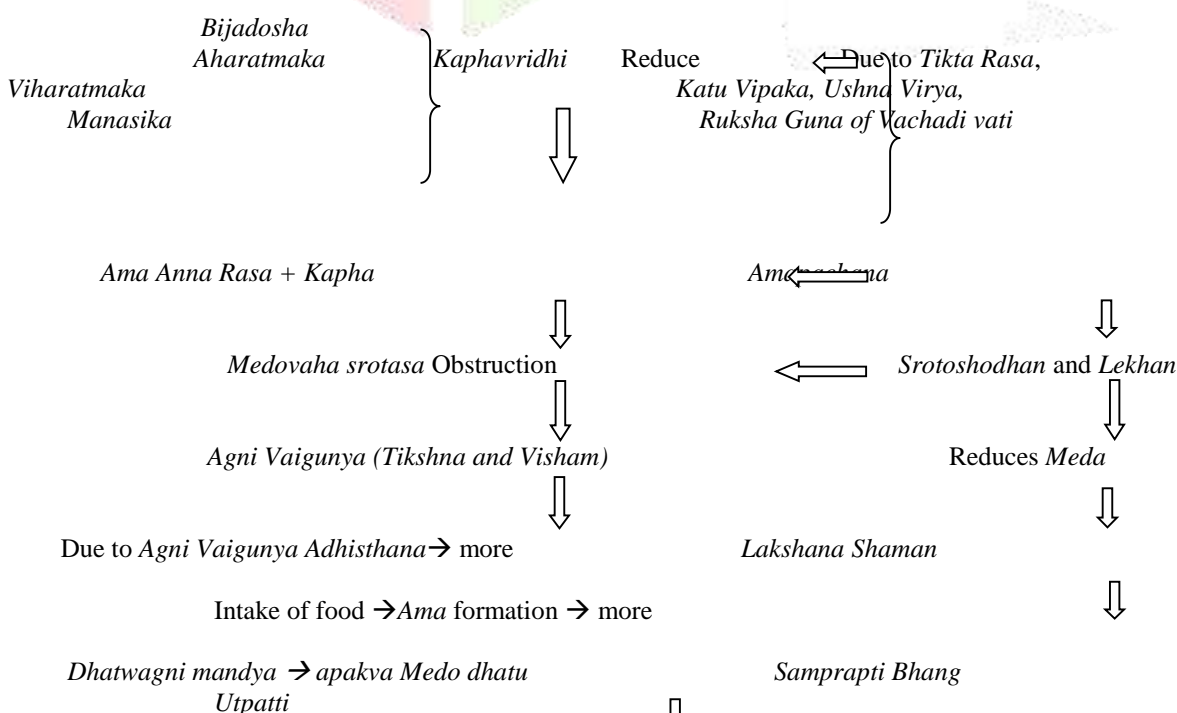 Bijadosha
Aharatmaka Kaphavridhi Reduce Due to Tikta Rasa,
Viharatmaka Katu Vipaka, Ushna Virya,
Manasika Ruksha Guna of Vachadi vati
Ama Anna Rasa + Kapha Amapachana
Medovaha srotasa Obstruction Srotoshodhan and Lekhan
Agni Vaigunya (Tikshna and Visham) Reduces Meda
Due to Agni Vaigunya Adhisthana→ more Lakshana Shaman
Intake of food →Ama formation → more
Dhatwagni mandya → apakva Medo dhatu Samprapti Bhang
Utpatti